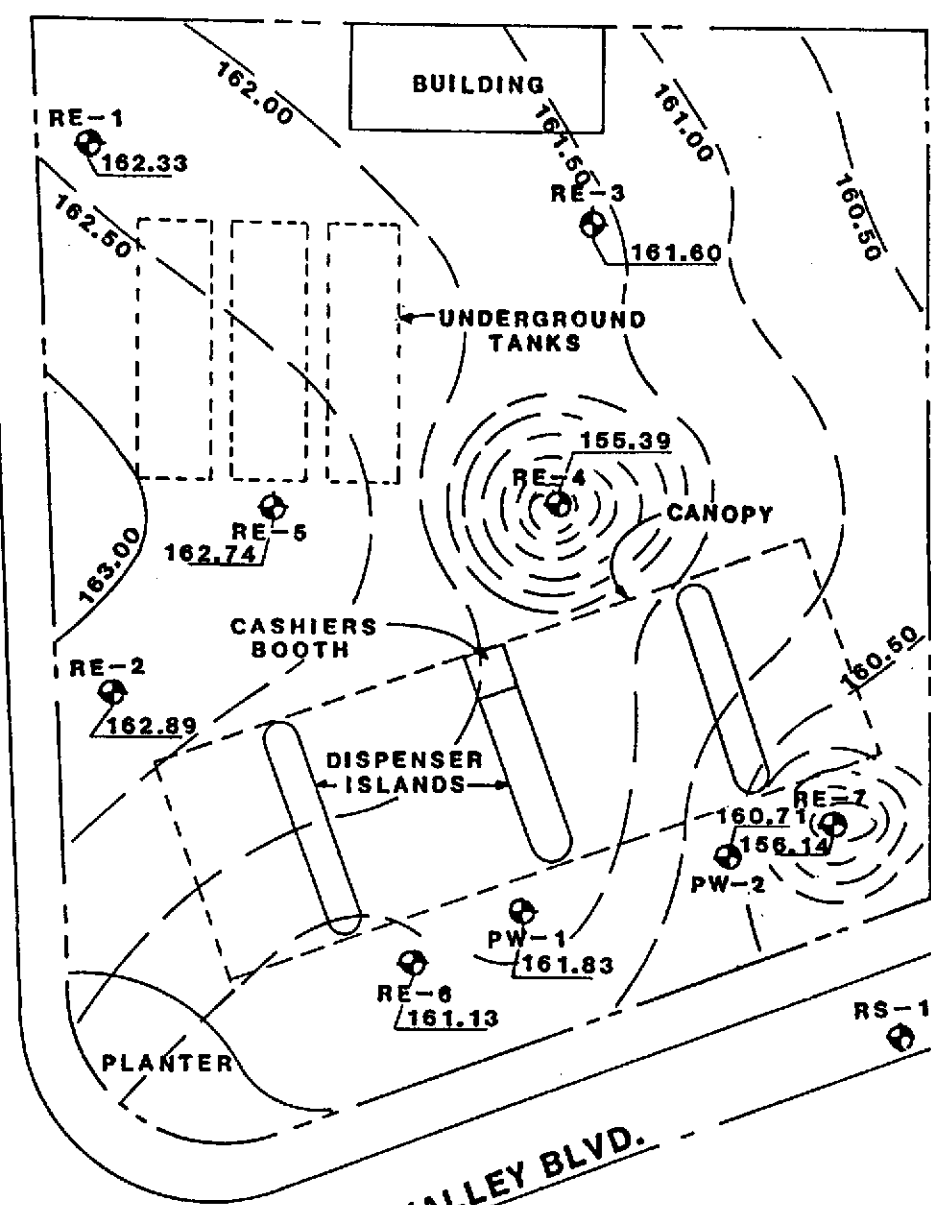 BUILDING
162.00
161.50
161.00
160.50
RE-1
162.33
162.50
RE-3
161.60
UNDERGROUND
TANKS
155.39
RE-4
CANOPY
RE-5
162.74
163.00
CASHIERS
BOOTH
RE-2
162.89
160.50
DISPENSER
ISLANDS
RE-7
160.71
156.14
PW-2
PW-1
161.83
RE-6
161.13
RS-1
PLANTER
VALLEY BLVD.